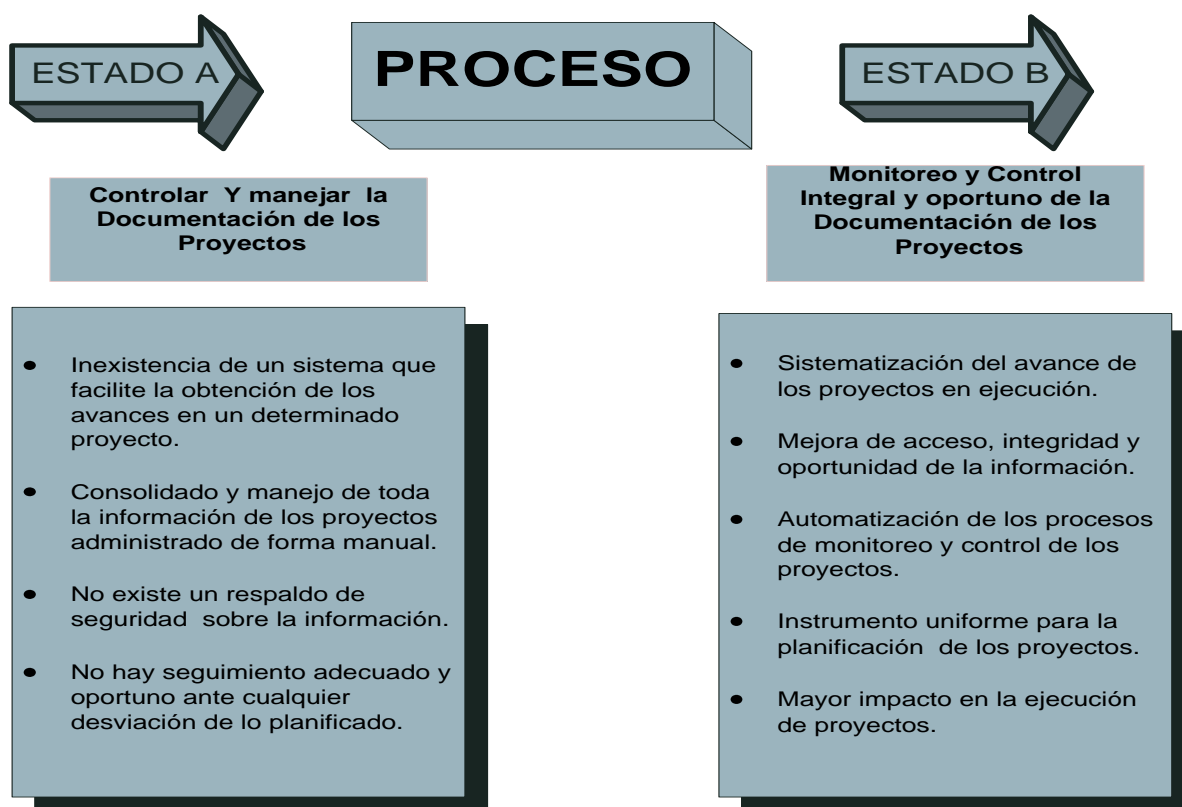 ESTADO A
PROCESO
ESTADO B
Controlar Y manejar la
Documentación de los
Proyectos
Monitoreo y Control
Integral y oportuno de la
Documentación de los
Proyectos
● Inexistencia de un sistema que
facilite la obtención de los
avances en un determinado
proyecto.
● Consolidado y manejo de toda
la información de los proyectos
administrado de forma manual.
● No existe un respaldo de
seguridad sobre la información.
● No hay seguimiento adecuado y
oportuno ante cualquier
desviación de lo planificado.
● Sistematización del avance de
los proyectos en ejecución.
● Mejora de acceso, integridad y
oportunidad de la información.
● Automatización de los procesos
de monitoreo y control de los
proyectos.
● Instrumento uniforme para la
planificación de los proyectos.
● Mayor impacto en la ejecución
de proyectos.